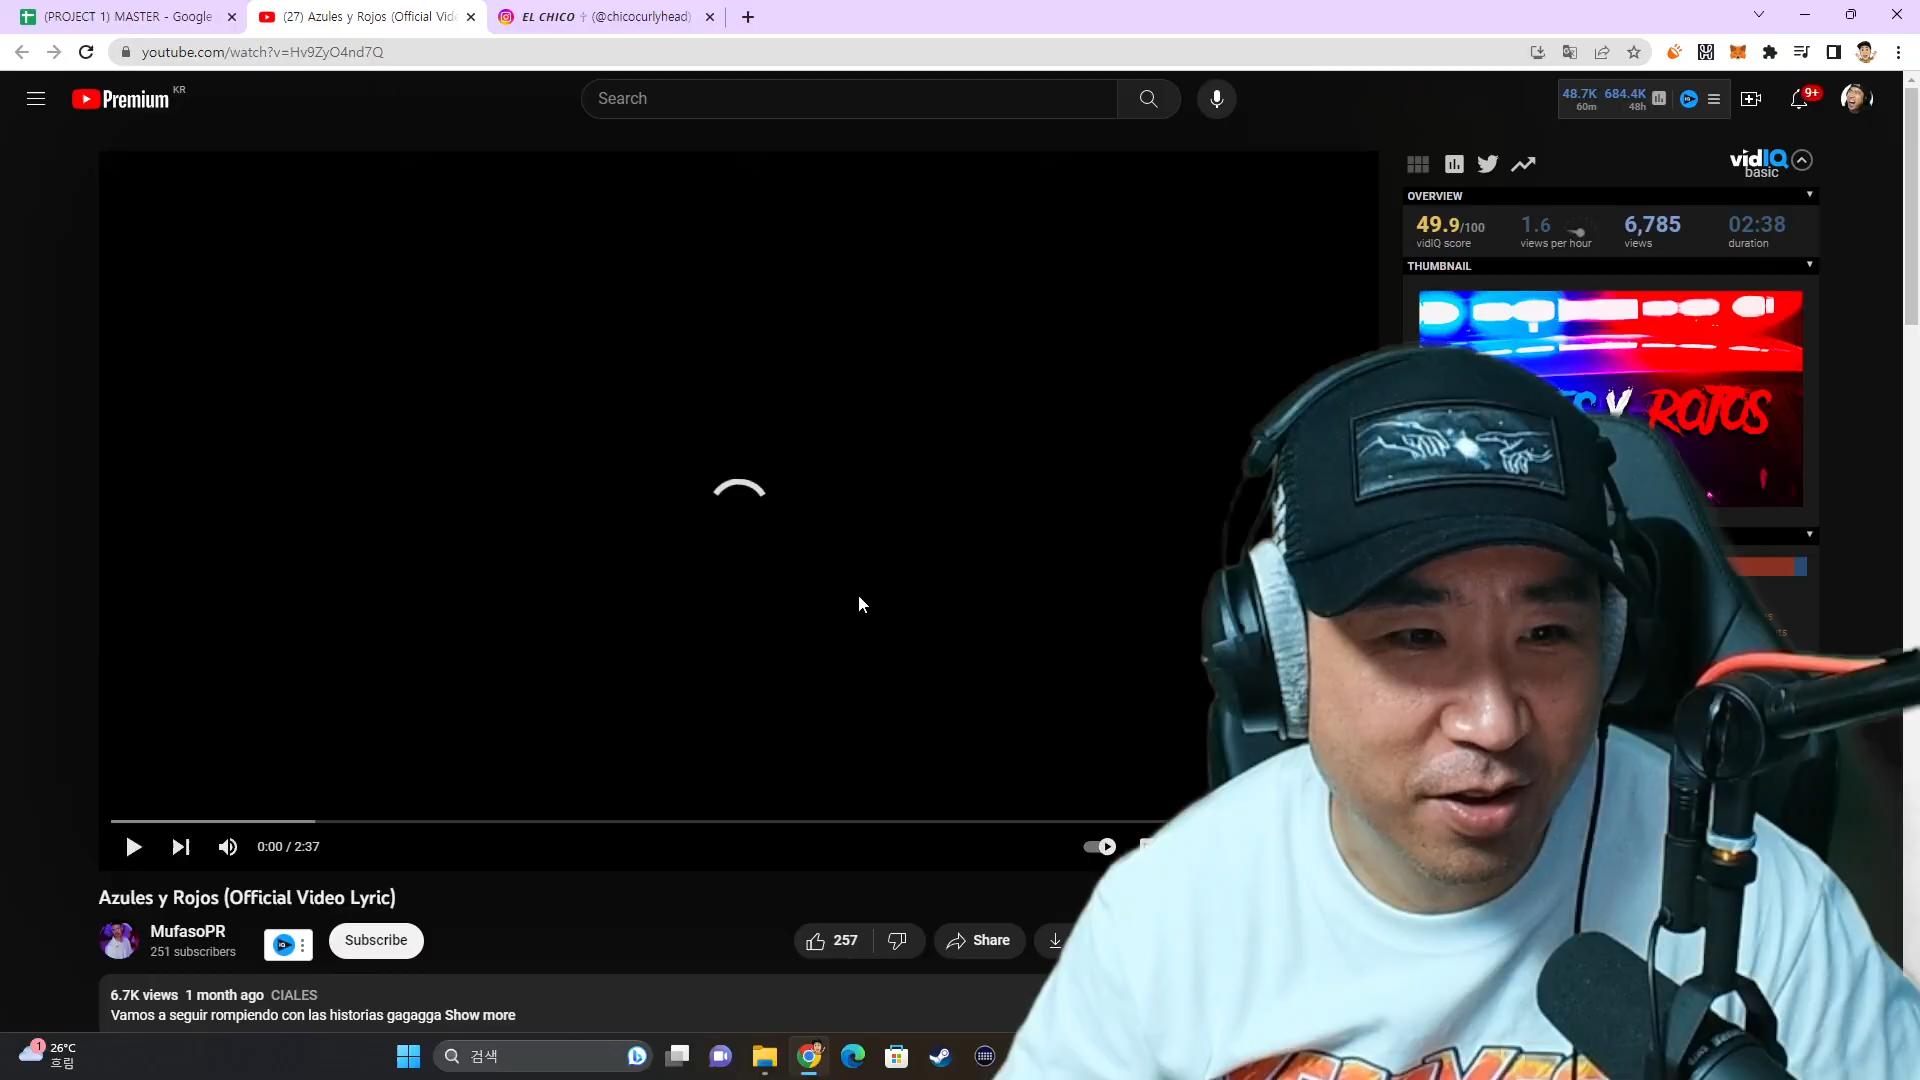 (PROJECT 1) MASTER - Google
(27) Azules y Rojos (Official Vide
EL CHICO ♱ (@chicocurlyhead)
youtube.com/watch?v=Hv9ZyO4nd7Q
Premium KR
Search
48.7K 684.4K
60m 48h
9+
vidIQ
basic
OVERVIEW
49.9/100 1.6 6,785 02:38
vidIQ score views per hour views duration
THUMBNAIL
V ROJOS
0:00 / 2:37
Azules y Rojos (Official Video Lyric)
MufasoPR
251 subscribers
Subscribe
257
Share
6.7K views 1 month ago CIALES
Vamos a seguir rompiendo con las historias gagagga Show more
1
26°C
흐림
검색